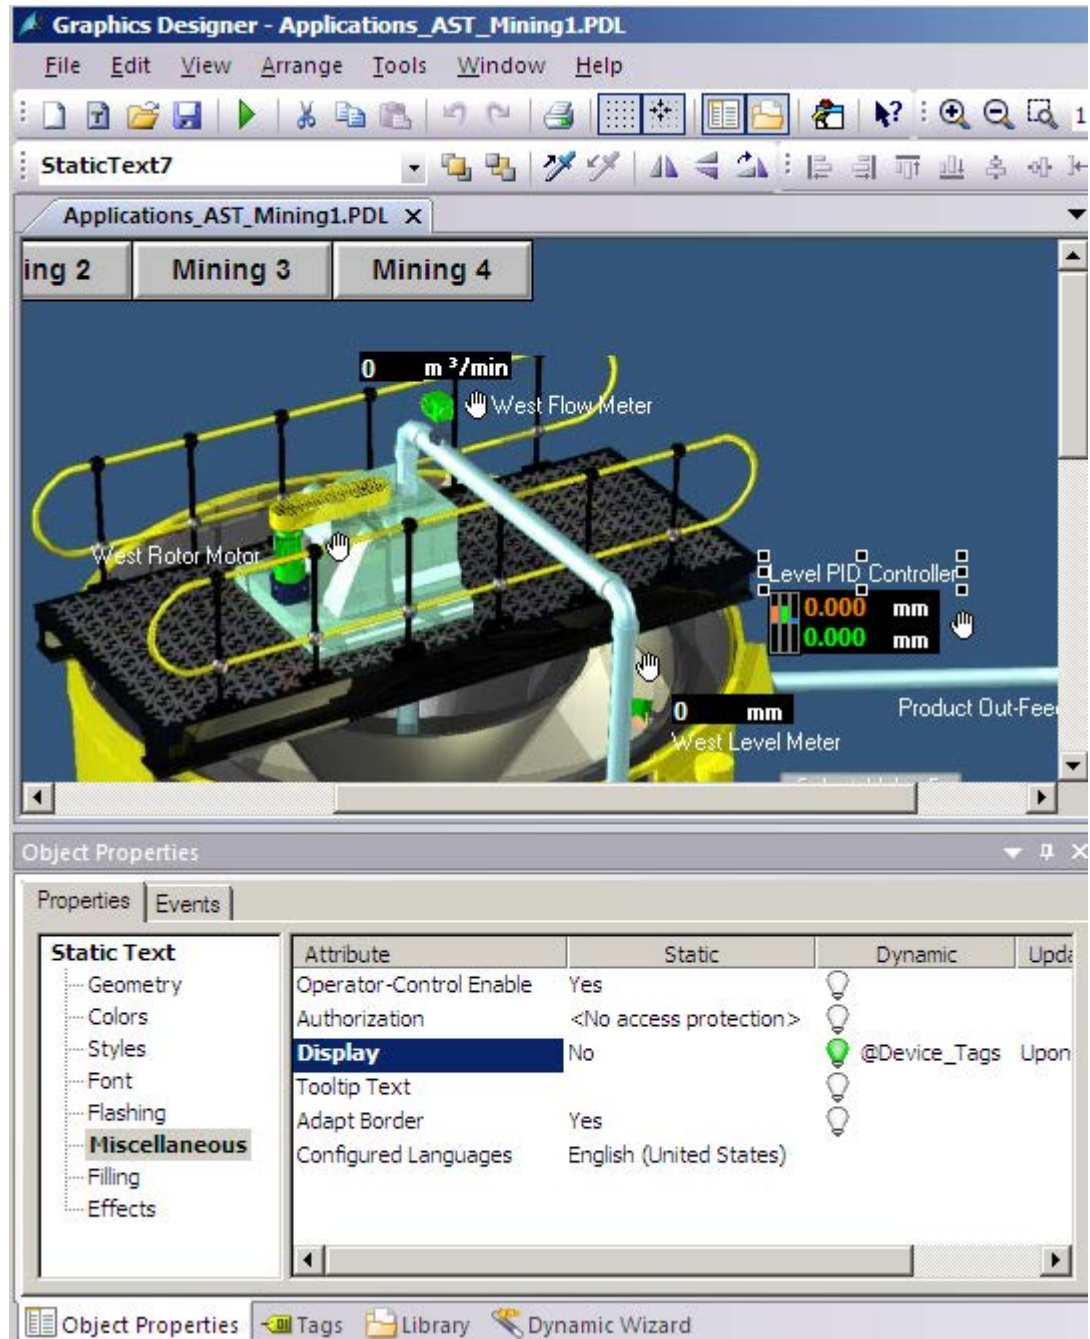 Graphics Designer - Applications_AST_Mining1.PDL
File Edit View Arrange Tools Window Help
1
StaticText7
Applications_AST_Mining1.PDL
ing 2 Mining 3 Mining 4
0 m ³/min
West Flow Meter
West Rotor Motor
Level PID Controller
0.000 mm
0.000 mm
0 mm
Product Out-Fee
West Level Meter
Object Properties
Properties Events
Static Text
Geometry
Colors
Styles
Font
Flashing
Miscellaneous
Filling
Effects
Attribute Static Dynamic Upda
Operator-Control Enable Yes
Authorization <No access protection>
Display No @Device_Tags Upon
Tooltip Text
Adapt Border Yes
Configured Languages English (United States)
Object Properties Tags Library Dynamic Wizard